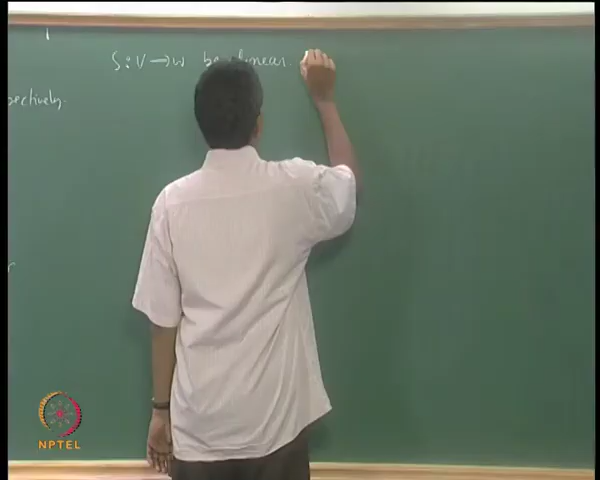 S : V → W be linear.
pectively.
r
NPTEL